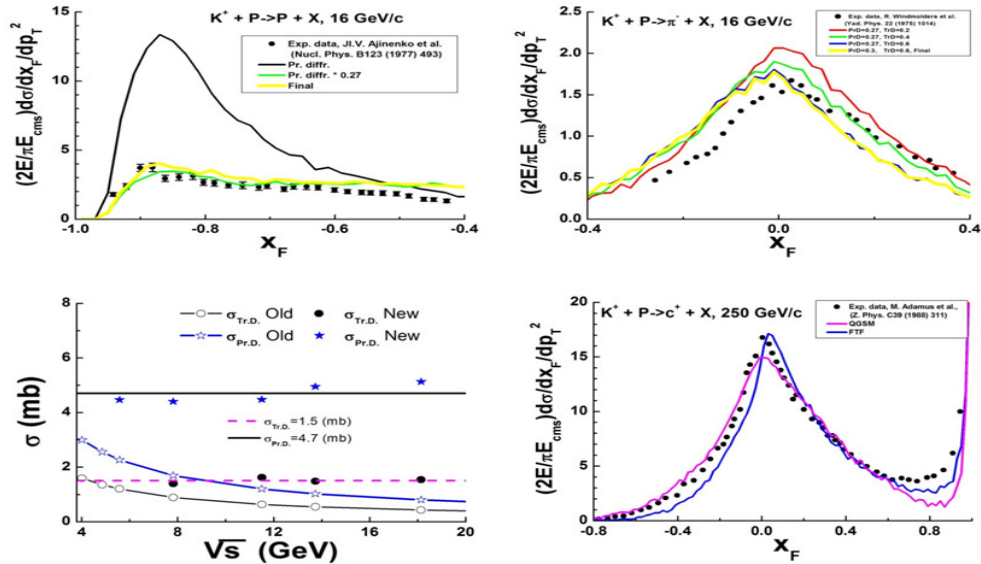 K⁺ + P->P + X, 16 GeV/c
Exp. data, JI.V. Ajinenko et al.
(Nucl. Phys. B123 (1977) 493)
Pr. diffr.
Pr. diffr. * 0.27
Final
(2E/πE_cms)dσ/dx_F/dp_T²
15
10
5
0
-1.0 -0.8 -0.6 -0.4
X_F
K⁺ + P->π⁻ + X, 16 GeV/c
Exp. data, R. Windmolders et al.
(Yad. Phys. 22 (1975) 1014)
PrD=0.27, TrD=0.2
PrD=0.27, TrD=0.4
PrD=0.27, TrD=0.6
PrD=0.3, TrD=0.6, Final
(2E/πE_cms)dσ/dx_F/dp_T²
2.5
2.0
1.5
1.0
0.5
0.0
-0.4 -0.2 0.0 0.2 0.4
X_F
σ_Tr.D. Old σ_Tr.D. New
σ_Pr.D. Old σ_Pr.D. New
σ_Tr.D.=1.5 (mb)
σ_Pr.D.=4.7 (mb)
σ (mb)
8
6
4
2
0
4 8 12 16 20
√s (GeV)
K⁺ + P->c⁺ + X, 250 GeV/c
Exp. data, M. Adamus et al.,
(Z. Phys. C39 (1988) 311)
QGSM
FTF
(2E/πE_cms)dσ/dx_F/dp_T²
20
15
10
5
0
-0.8 -0.4 0.0 0.4 0.8
X_F